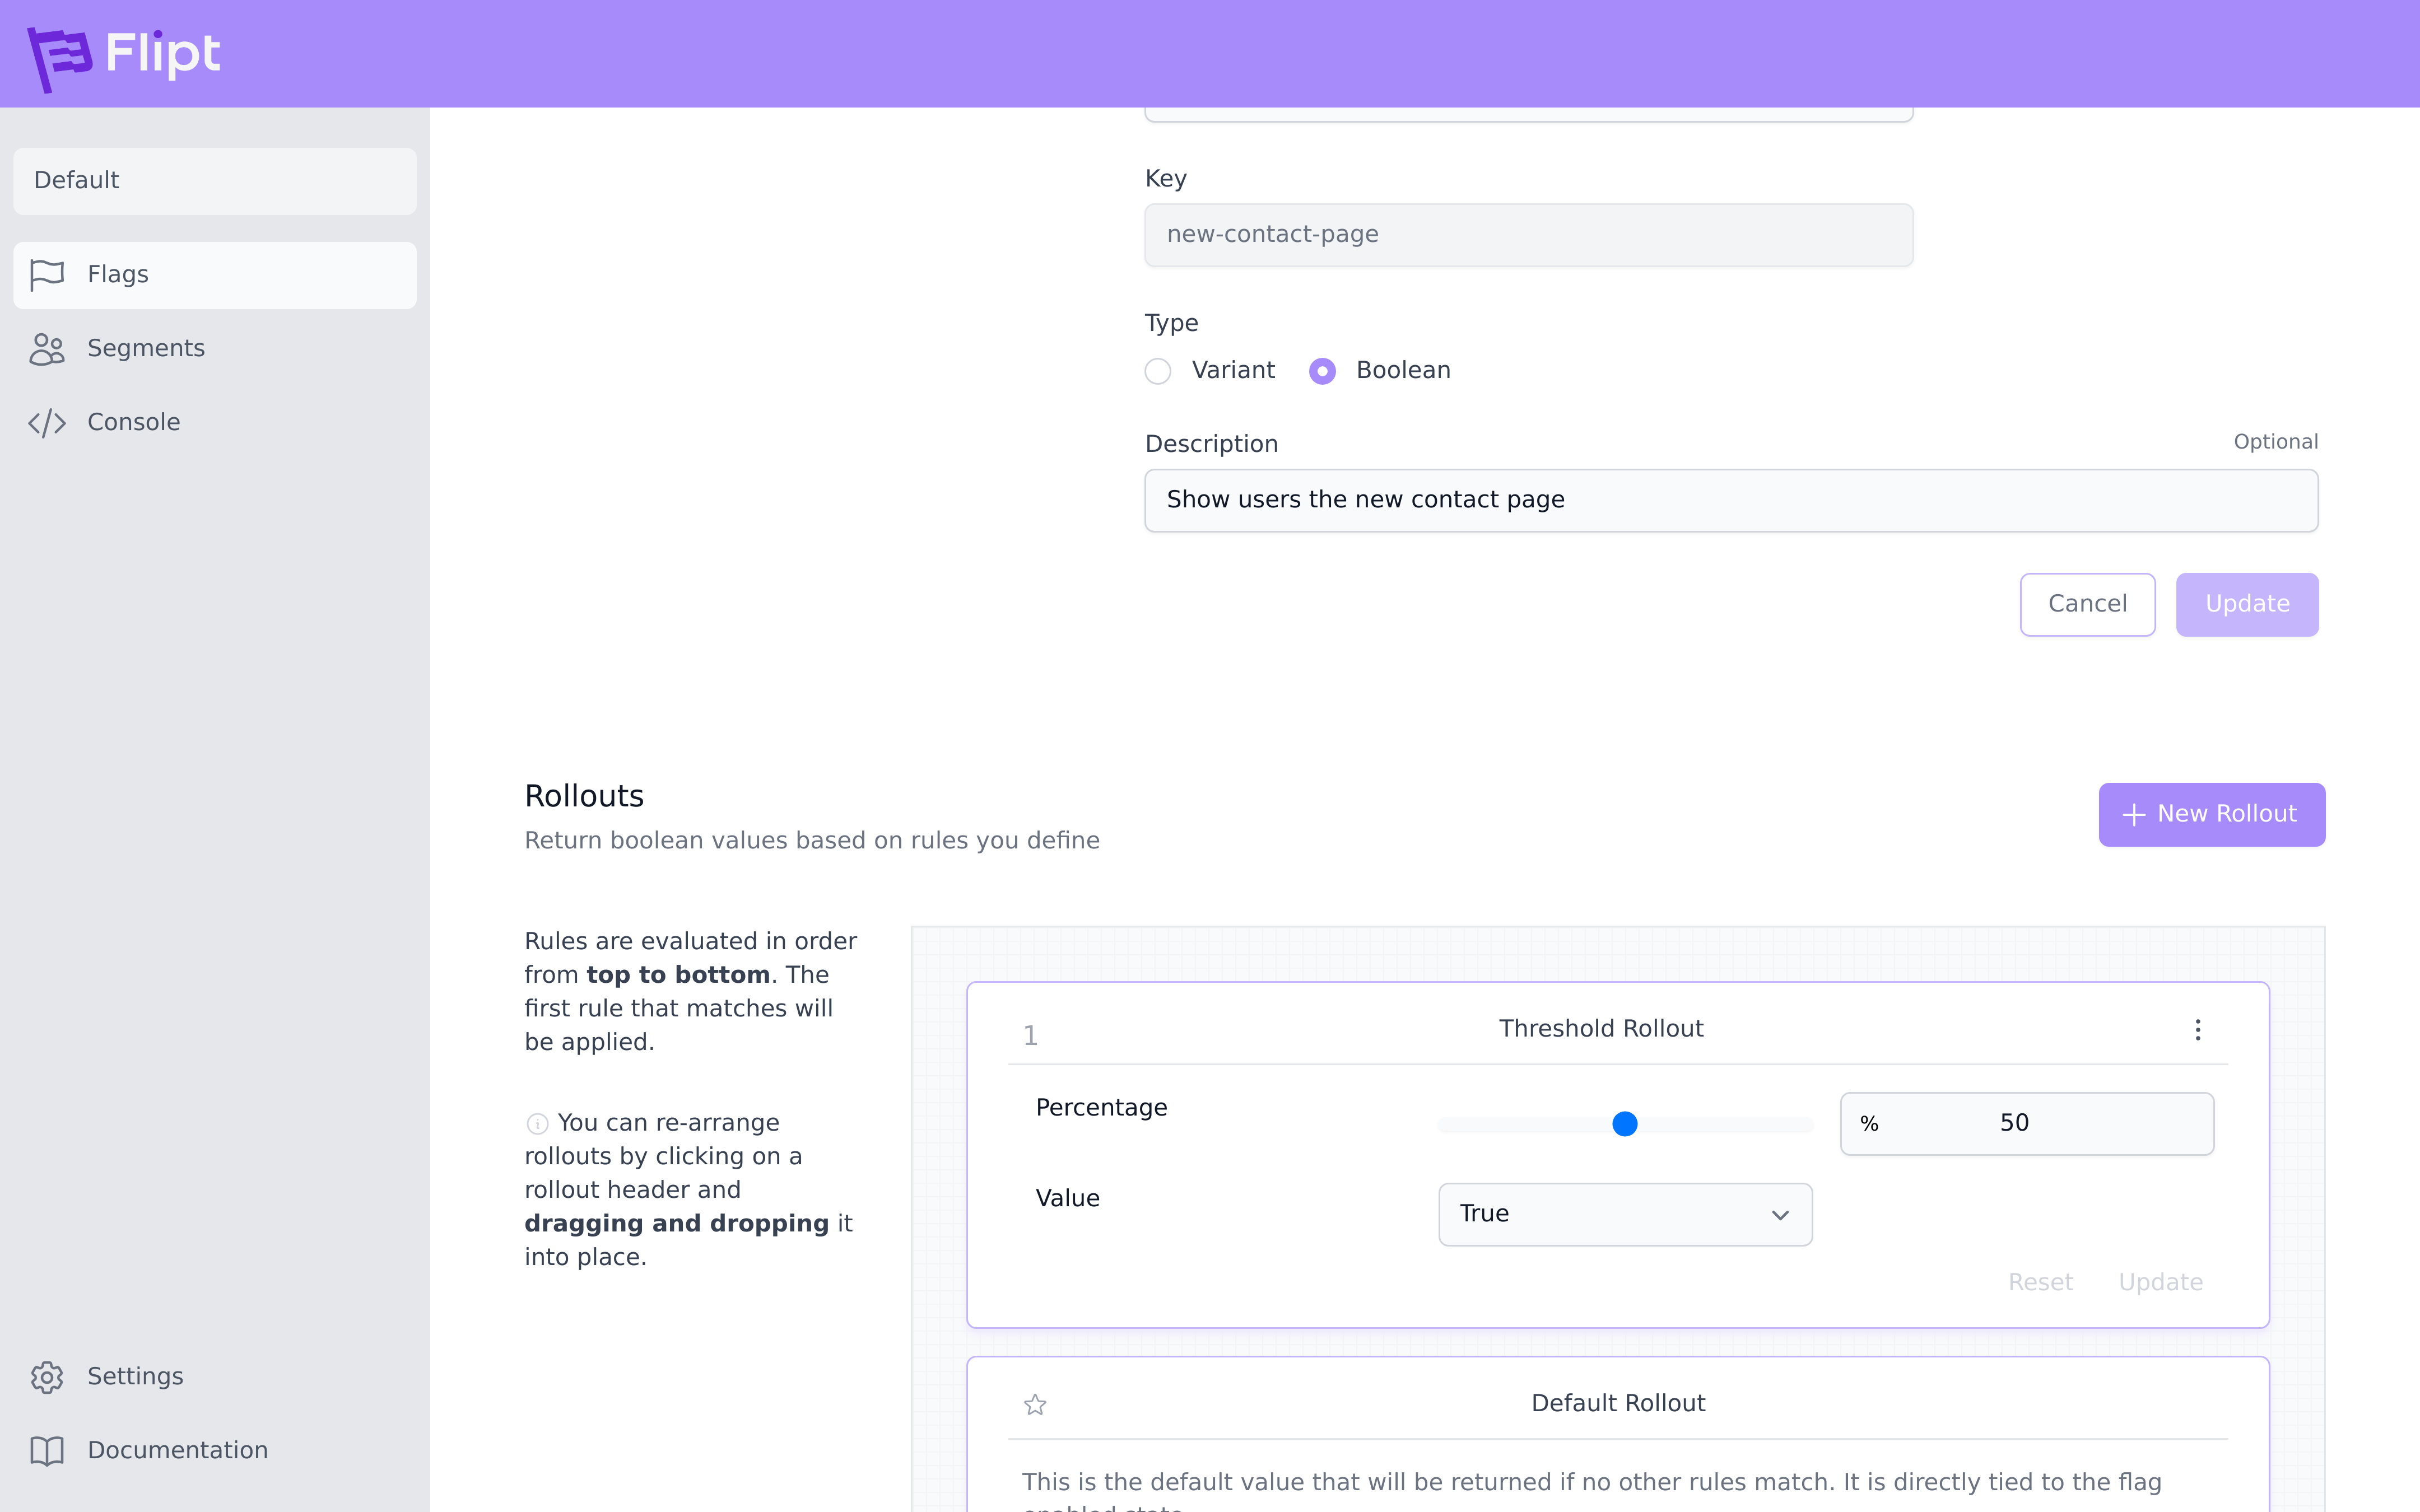 Flipt
Default
Flags
Segments
Console
Settings
Documentation
Key
new-contact-page
Type
Variant
Boolean
Description
Optional
Show users the new contact page
Cancel
Update
Rollouts
Return boolean values based on rules you define
New Rollout
Rules are evaluated in order
from top to bottom. The
first rule that matches will
be applied.
You can re-arrange
rollouts by clicking on a
rollout header and
dragging and dropping it
into place.
1
Threshold Rollout
Percentage
%
50
Value
True
Reset
Update
Default Rollout
This is the default value that will be returned if no other rules match. It is directly tied to the flag